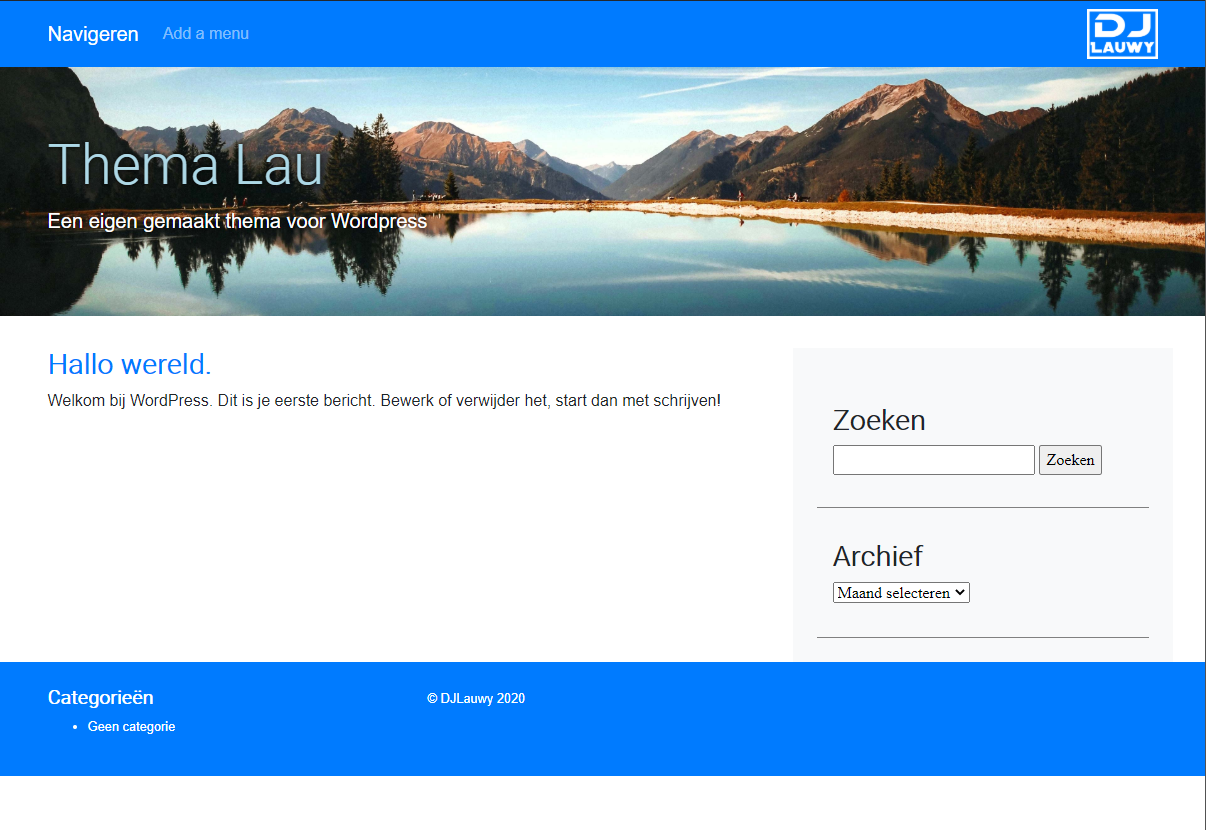 Navigeren Add a menu
DJ
LAUWY
Thema Lau
Een eigen gemaakt thema voor Wordpress
Hallo wereld.
Welkom bij WordPress. Dit is je eerste bericht. Bewerk of verwijder het, start dan met schrijven!
Zoeken
Zoeken
Archief
Maand selecteren
Categorieën
Geen categorie
© DJLauwy 2020